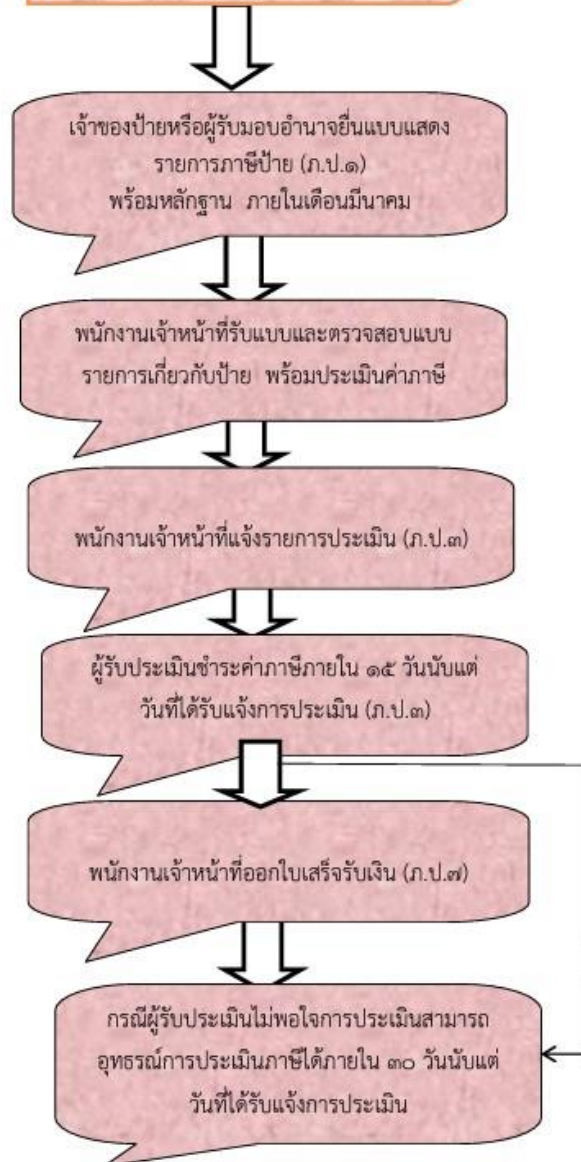 เจ้าของป้ายหรือผู้รับมอบอำนาจยื่นแบบแสดง
รายการภาษีป้าย (ภ.ป.๑)
พร้อมหลักฐาน ภายในเดือนมีนาคม
พนักงานเจ้าหน้าที่รับแบบและตรวจสอบแบบ
รายการเกี่ยวกับป้าย พร้อมประเมินค่าภาษี
พนักงานเจ้าหน้าที่แจ้งรายการประเมิน (ภ.ป.๓)
ผู้รับประเมินชำระค่าภาษีภายใน ๑๕ วันนับแต่
วันที่ได้รับแจ้งการประเมิน (ภ.ป.๓)
พนักงานเจ้าหน้าที่ออกใบเสร็จรับเงิน (ภ.ป.๗)
กรณีผู้รับประเมินไม่พอใจการประเมินสามารถ
อุทธรณ์การประเมินภาษีได้ภายใน ๓๐ วันนับแต่
วันที่ได้รับแจ้งการประเมิน